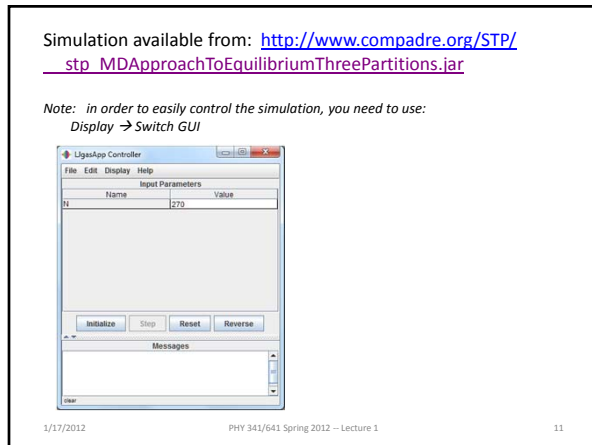 Simulation available from: http://www.compadre.org/STP/
stp_MDApproachToEquilibriumThreePartitions.jar
Note: in order to easily control the simulation, you need to use:
Display → Switch GUI
LJgasApp Controller
File Edit Display Help
Input Parameters
Name Value
N 270
Initialize Step Reset Reverse
Messages
clear
1/17/2012 PHY 341/641 Spring 2012 -- Lecture 1 11